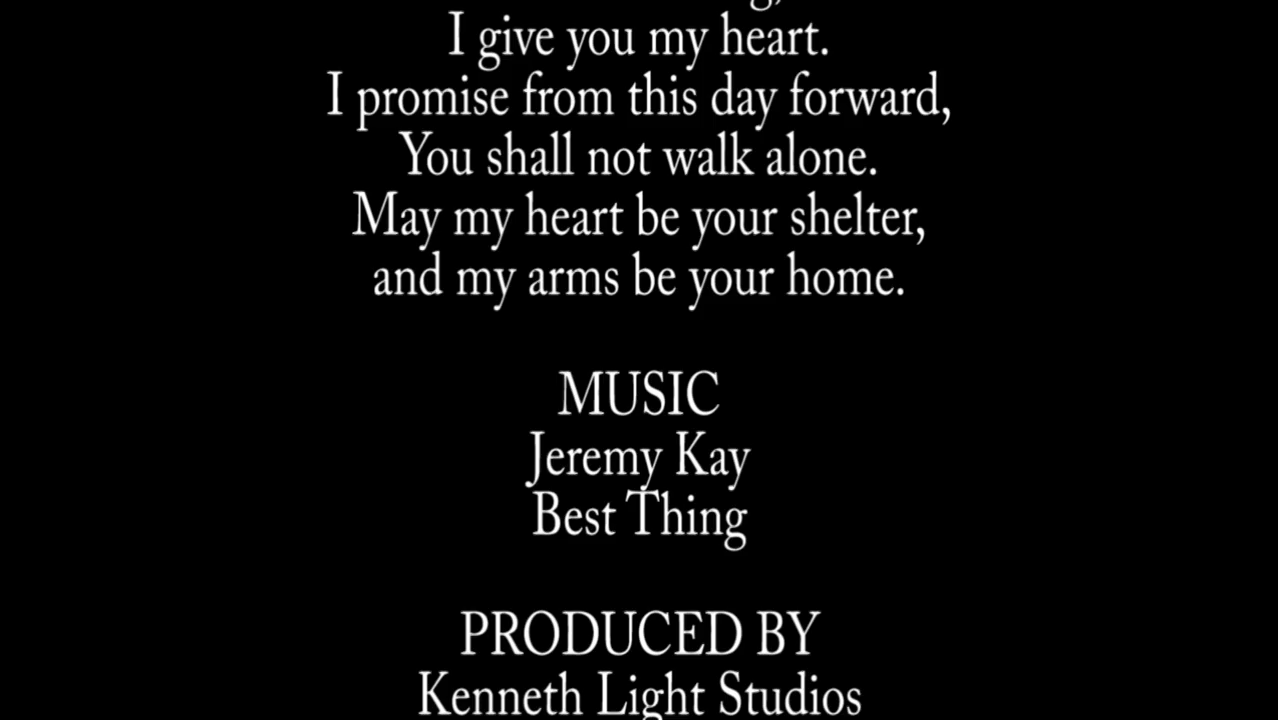 I give you my heart.
I promise from this day forward,
You shall not walk alone.
May my heart be your shelter,
and my arms be your home.
MUSIC
Jeremy Kay
Best Thing
PRODUCED BY
Kenneth Light Studios